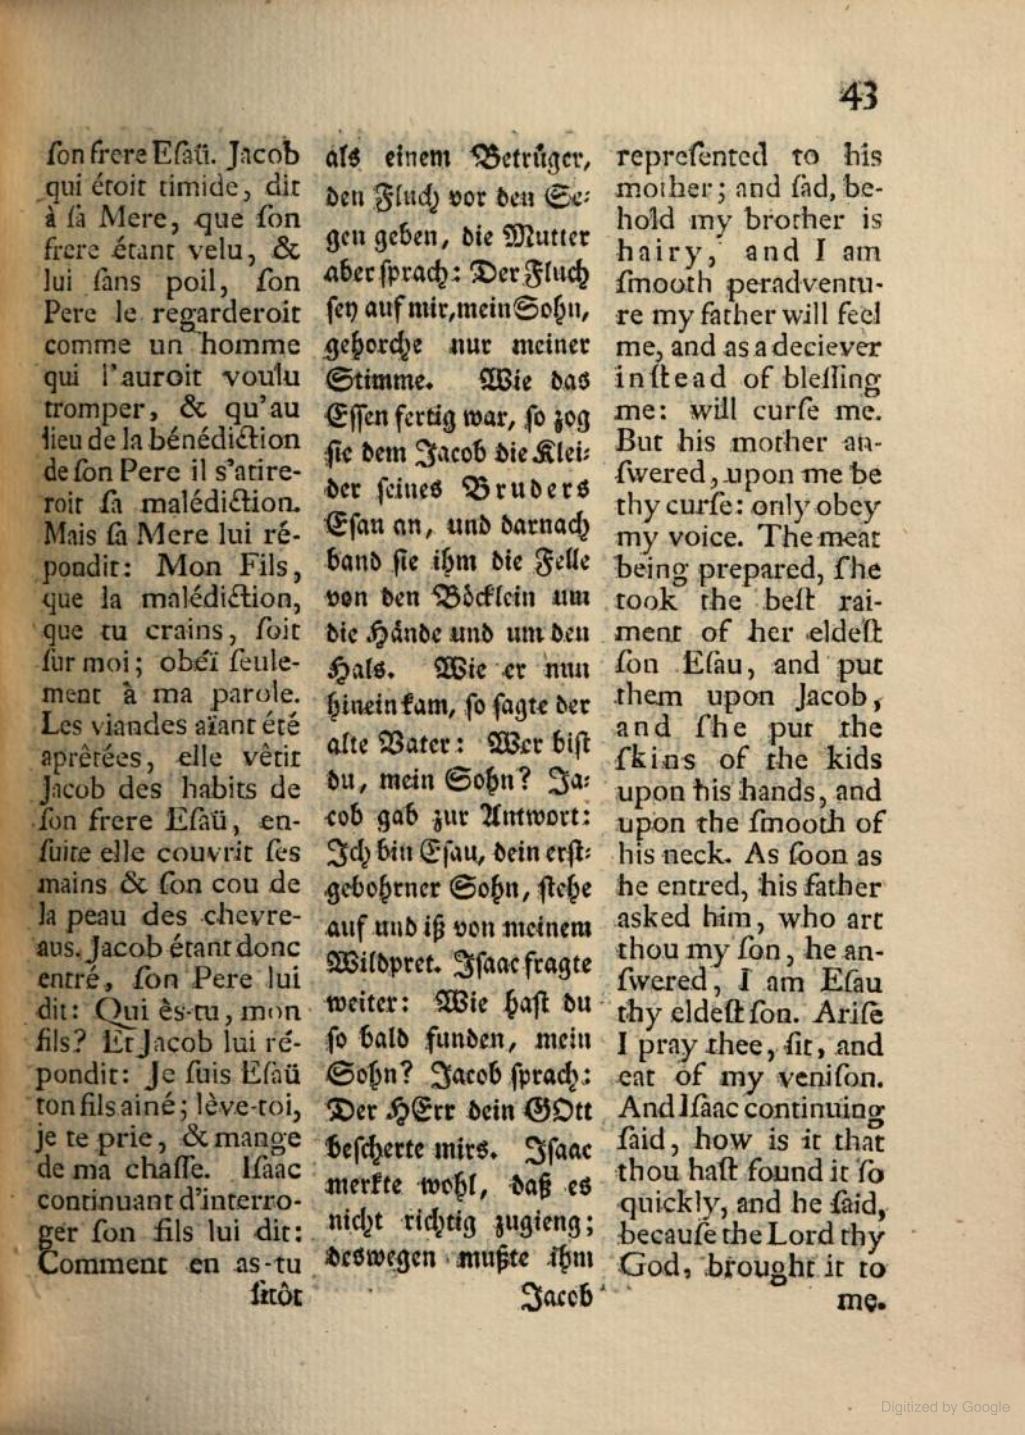 43
ſon frere Eſaü. Jacob
qui étoit timide, dit
à ſà Mere, que ſon
frere étant velu, &
lui ſans poil, ſon
Pere le regarderoit
comme un homme
qui l'auroit voulu
tromper, & qu'au
lieu de la bénédiction
de ſon Pere il s'atire-
roit ſa malédiction.
Mais ſa Mere lui ré-
pondit: Mon Fils,
que la malédiction,
que tu crains, ſoit
ſur moi; obéï ſeule-
ment à ma parole.
Les viandes aïant été
aprêtées, elle vêtit
Jacob des habits de
ſon frere Eſaü, en-
ſuite elle couvrit ſes
mains & ſon cou de
la peau des chevre-
aus. Jacob étant donc
entré, ſon Pere lui
dit: Qui ès-tu, mon
fils? Et Jacob lui ré-
pondit: Je ſuis Eſaü
ton fils ainé; lève-toi,
je te prie, & mange
de ma chaſſe. Iſaac
continuant d'interro-
ger ſon fils lui dit:
Comment en as-tu
ſitôt
als einem Betrüger,
den Fluch vor den Se-
gen geben, die Mutter
aber ſprach: Der Fluch
ſey auf mir, mein Sohn,
gehorche nur meiner
Stimme. Wie das
Eſſen fertig war, ſo zog
ſie dem Jacob die Klei-
der ſeines Bruders
Eſau an, und darnach
band ſie ihm die Felle
von den Böcklein um
die Hände und um den
Hals. Wie er nun
hinein kam, ſo ſagte der
alte Vater: Wer biſt
du, mein Sohn? Ja-
cob gab zur Antwort:
Ich bin Eſau, dein erſt-
gebohrner Sohn, ſtehe
auf und iß von meinem
Wildpret. Iſaac fragte
weiter: Wie haſt du
ſo bald funden, mein
Sohn? Jacob ſprach:
Der HErr dein GOtt
beſcherte mirs. Iſaac
merkte wohl, daß es
nicht richtig zugieng;
deswegen mußte ihm
Jacob
repreſented to his
mother; and ſad, be-
hold my brother is
hairy, and I am
ſmooth peradventu-
re my father will feel
me, and as a deciever
inſtead of bleſſing
me: will curſe me.
But his mother an-
ſwered, upon me be
thy curſe: only obey
my voice. The meat
being prepared, ſhe
took the beſt rai-
ment of her eldeſt
ſon Eſau, and put
them upon Jacob,
and ſhe put the
ſkins of the kids
upon his hands, and
upon the ſmooth of
his neck. As ſoon as
he entred, his father
asked him, who art
thou my ſon, he an-
ſwered, I am Eſau
thy eldeſt ſon. Ariſe
I pray thee, ſit, and
eat of my veniſon.
And Iſaac continuing
ſaid, how is it that
thou haſt found it ſo
quickly, and he ſaid,
becauſe the Lord thy
God, brought it to
me.
Digitized by Google